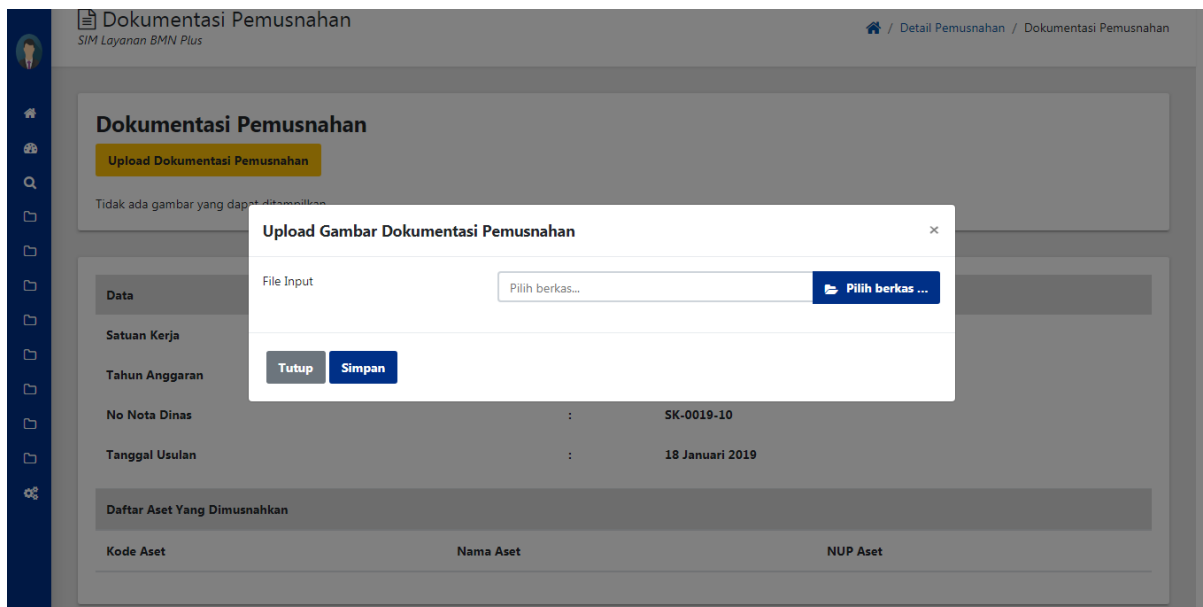 Dokumentasi Pemusnahan
SIM Layanan BMN Plus
/ Detail Pemusnahan / Dokumentasi Pemusnahan
Dokumentasi Pemusnahan
Upload Dokumentasi Pemusnahan
Tidak ada gambar yang dapat ditampilkan
Upload Gambar Dokumentasi Pemusnahan ×
File Input Pilih berkas... Pilih berkas ...
Tutup Simpan
Data
Satuan Kerja
Tahun Anggaran
No Nota Dinas : SK-0019-10
Tanggal Usulan : 18 Januari 2019
Daftar Aset Yang Dimusnahkan
Kode Aset Nama Aset NUP Aset